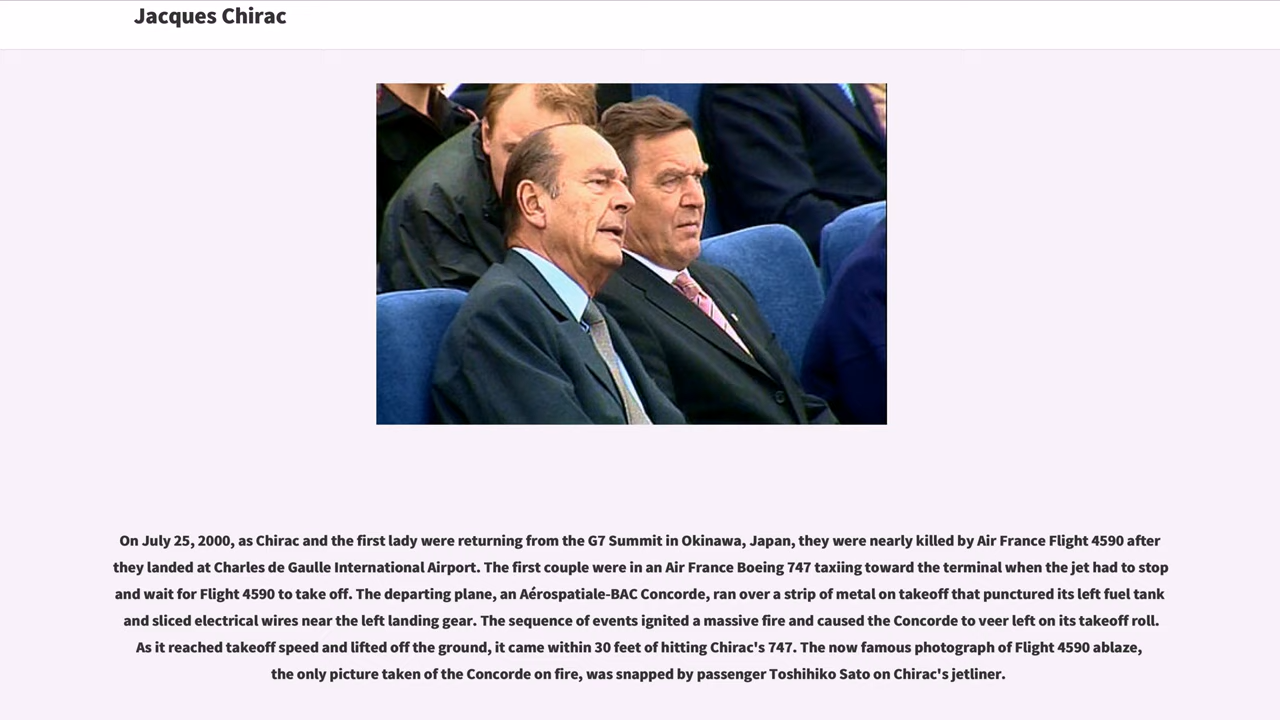 Jacques Chirac
On July 25, 2000, as Chirac and the first lady were returning from the G7 Summit in Okinawa, Japan, they were nearly killed by Air France Flight 4590 after
they landed at Charles de Gaulle International Airport. The first couple were in an Air France Boeing 747 taxiing toward the terminal when the jet had to stop
and wait for Flight 4590 to take off. The departing plane, an Aérospatiale-BAC Concorde, ran over a strip of metal on takeoff that punctured its left fuel tank
and sliced electrical wires near the left landing gear. The sequence of events ignited a massive fire and caused the Concorde to veer left on its takeoff roll.
As it reached takeoff speed and lifted off the ground, it came within 30 feet of hitting Chirac's 747. The now famous photograph of Flight 4590 ablaze,
the only picture taken of the Concorde on fire, was snapped by passenger Toshihiko Sato on Chirac's jetliner.